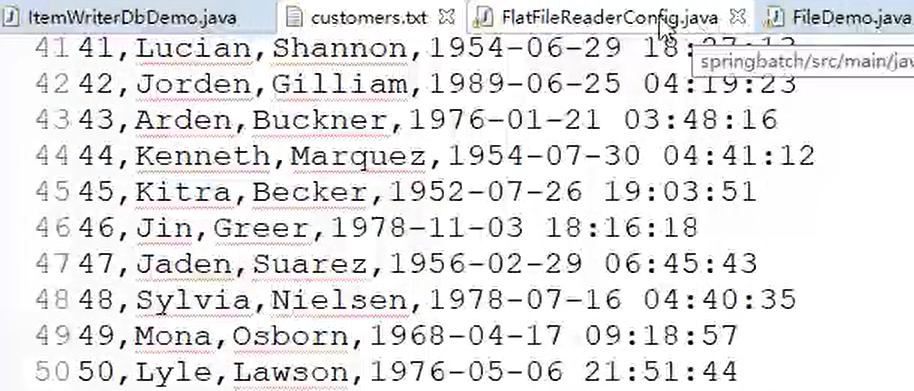 ItemWriterDbDemo.java customers.txt FlatFileReaderConfig.java FileDemo.java
41 41,Lucian,Shannon,1954-06-29
springbatch/src/main/jav
42 42,Jorden,Gilliam,1989-06-25 04:19:23
43 43,Arden,Buckner,1976-01-21 03:48:16
44 44,Kenneth,Marquez,1954-07-30 04:41:12
45 45,Kitra,Becker,1952-07-26 19:03:51
46 46,Jin,Greer,1978-11-03 18:16:18
47 47,Jaden,Suarez,1956-02-29 06:45:43
48 48,Sylvia,Nielsen,1978-07-16 04:40:35
49 49,Mona,Osborn,1968-04-17 09:18:57
50 50,Lyle,Lawson,1976-05-06 21:51:44